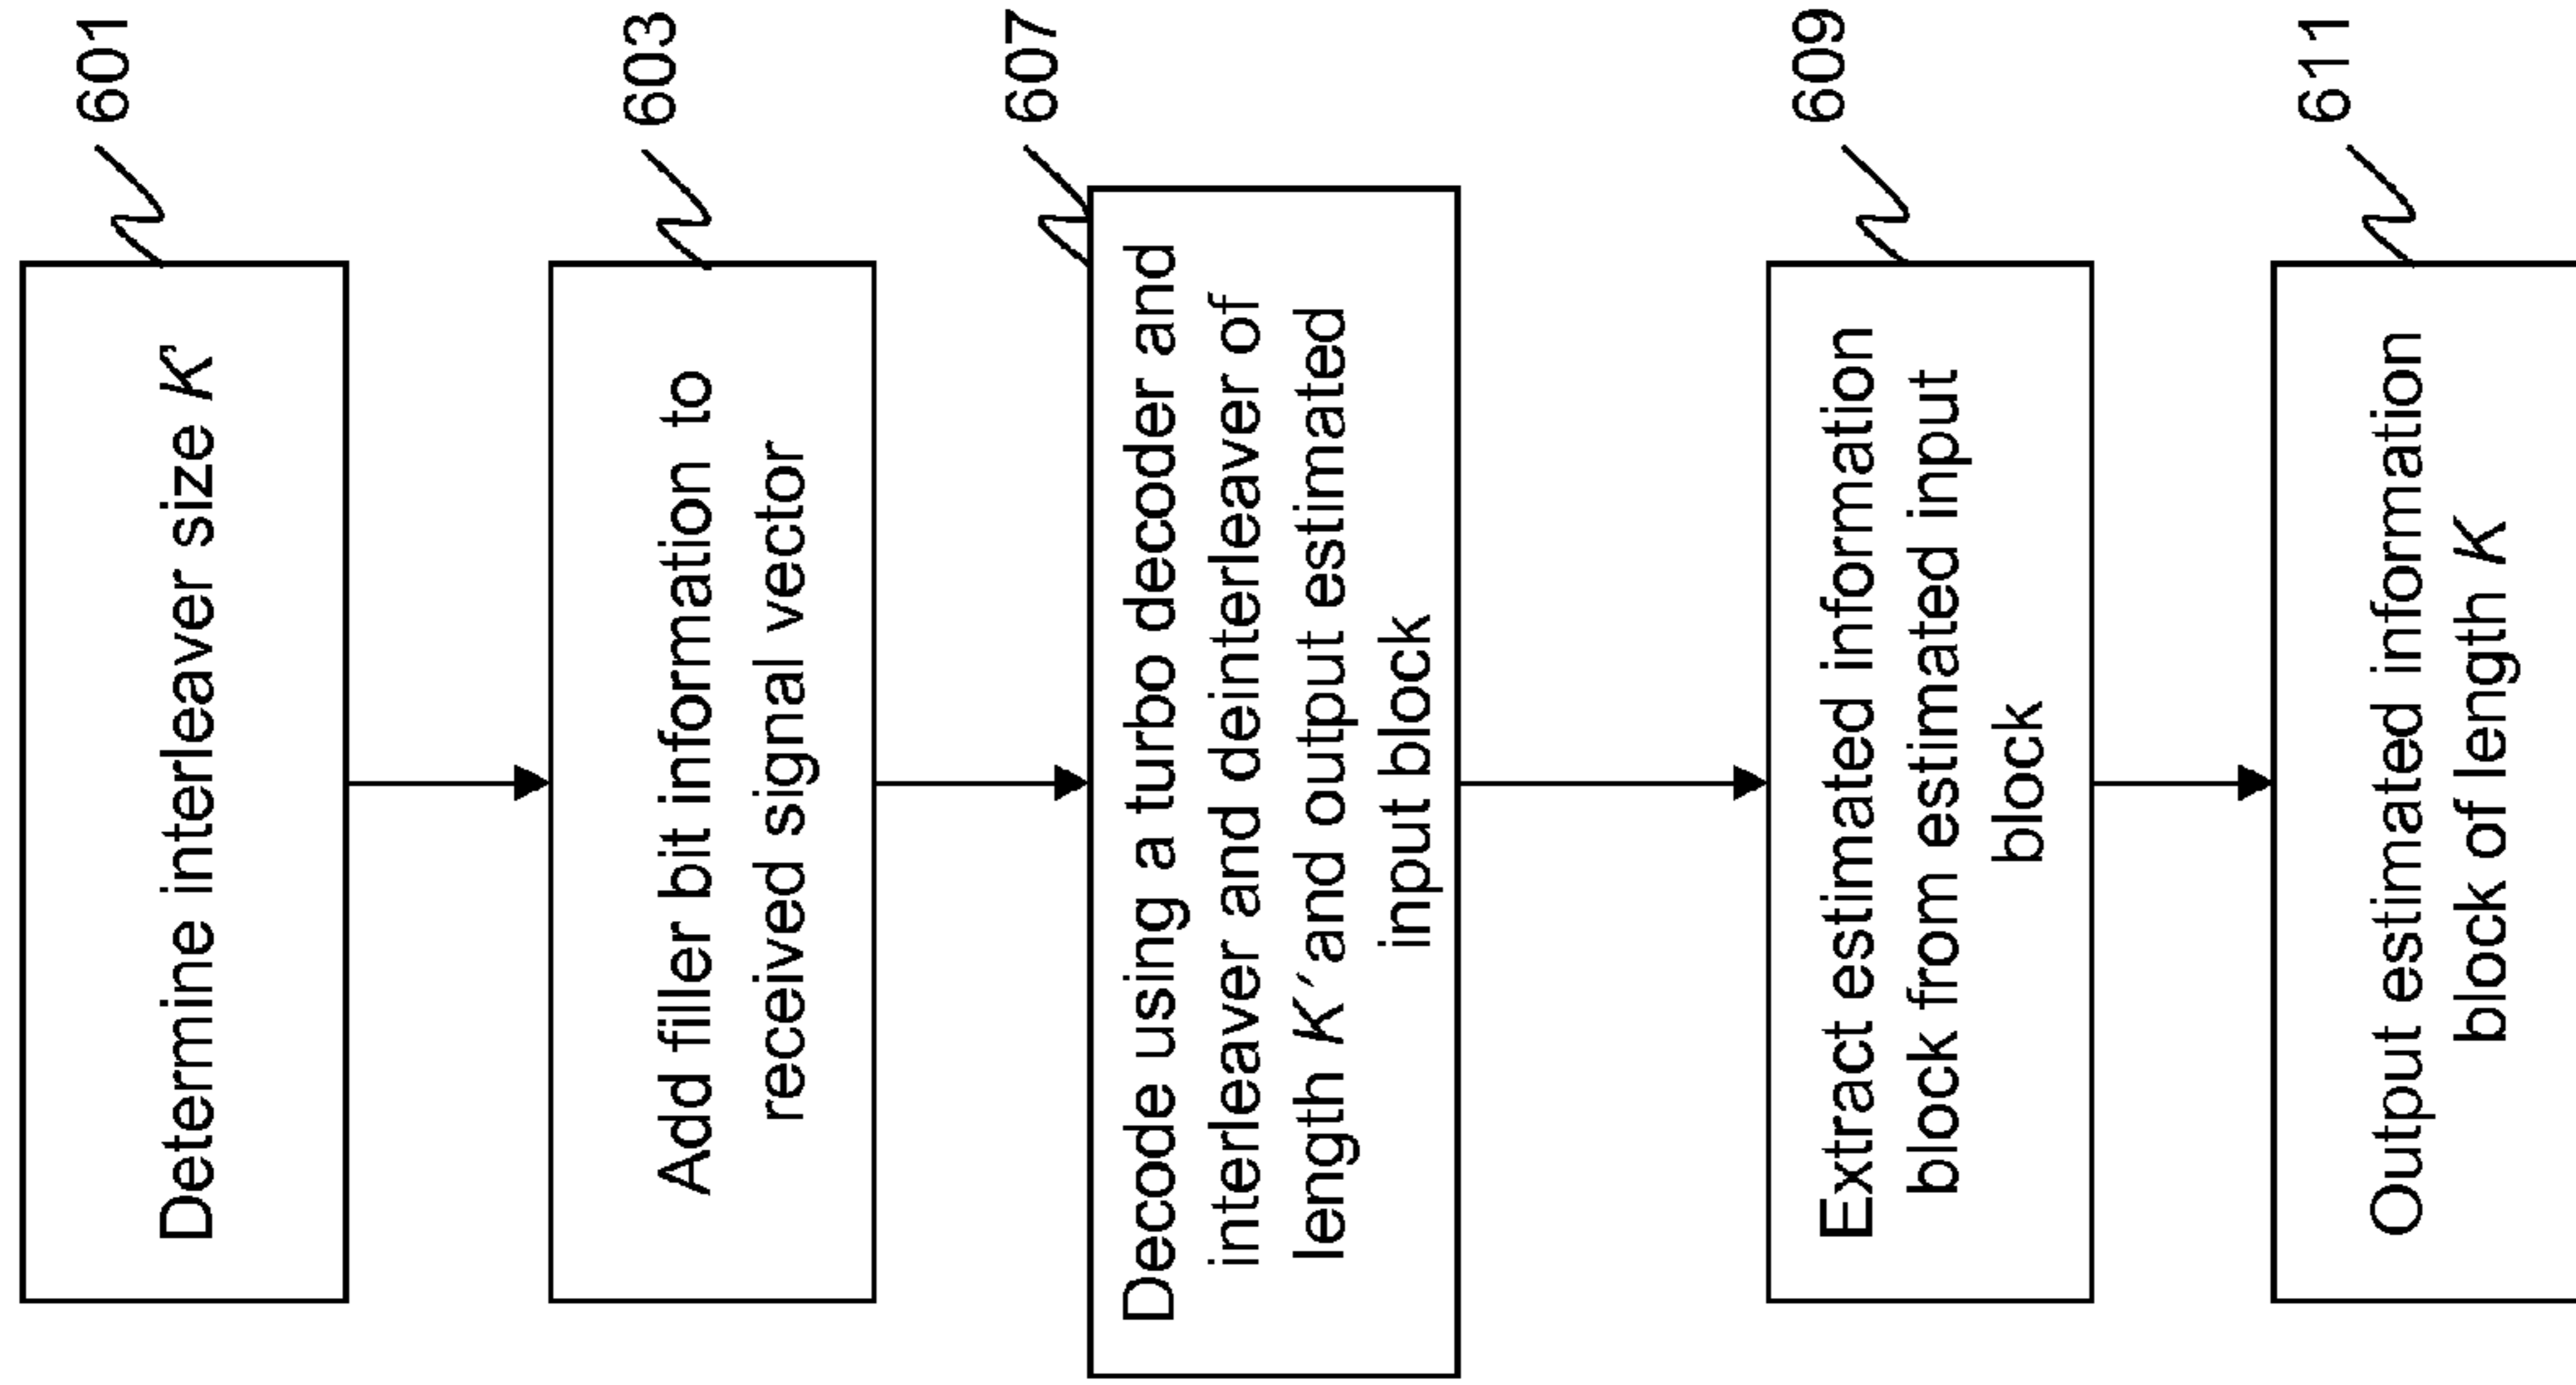 601
Determine interleaver size K'
603
Add filler bit information to
received signal vector
607
Decode using a turbo decoder and
interleaver and deinterleaver of
length K′and output estimated
input block
609
Extract estimated information
block from estimated input
block
611
Output estimated information
block of length K